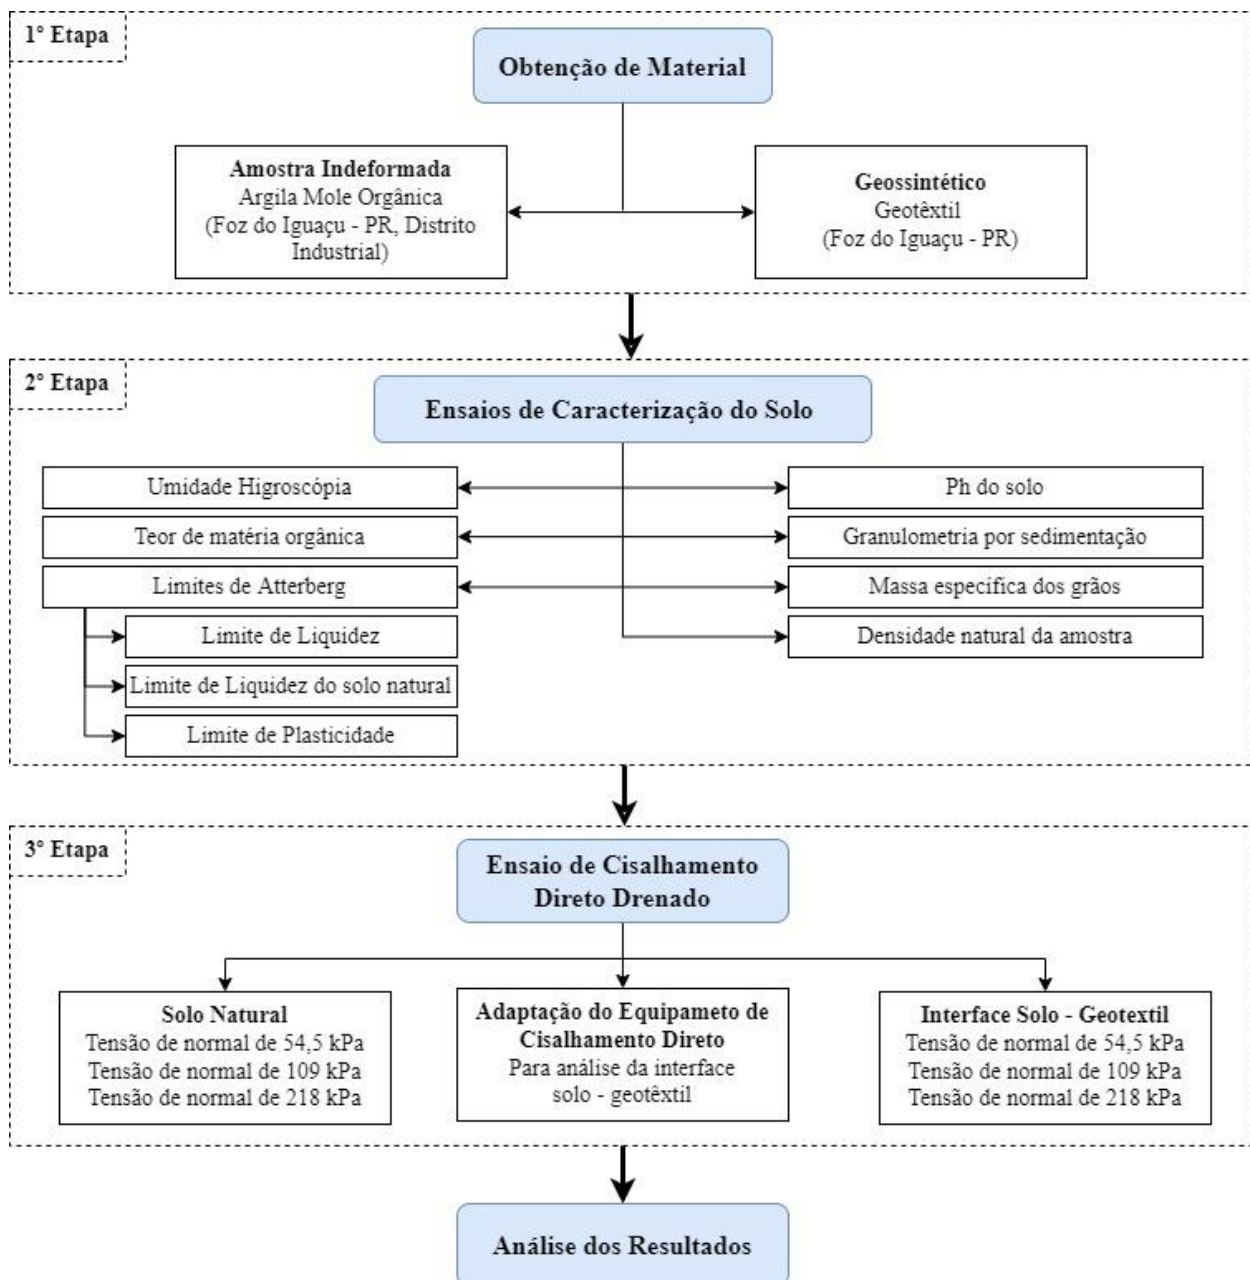 1° Etapa
Obtenção de Material
Amostra Indeformada
Argila Mole Orgânica
(Foz do Iguaçu - PR, Distrito
Industrial)
Geossintético
Geotêxtil
(Foz do Iguaçu - PR)
2° Etapa
Ensaios de Caracterização do Solo
Umidade Higroscópia
Ph do solo
Teor de matéria orgânica
Granulometria por sedimentação
Limites de Atterberg
Massa específica dos grãos
Limite de Liquidez
Densidade natural da amostra
Limite de Liquidez do solo natural
Limite de Plasticidade
3° Etapa
Ensaio de Cisalhamento
Direto Drenado
Solo Natural
Tensão de normal de 54,5 kPa
Tensão de normal de 109 kPa
Tensão de normal de 218 kPa
Adaptação do Equipameto de
Cisalhamento Direto
Para análise da interface
solo - geotêxtil
Interface Solo - Geotextil
Tensão de normal de 54,5 kPa
Tensão de normal de 109 kPa
Tensão de normal de 218 kPa
Análise dos Resultados